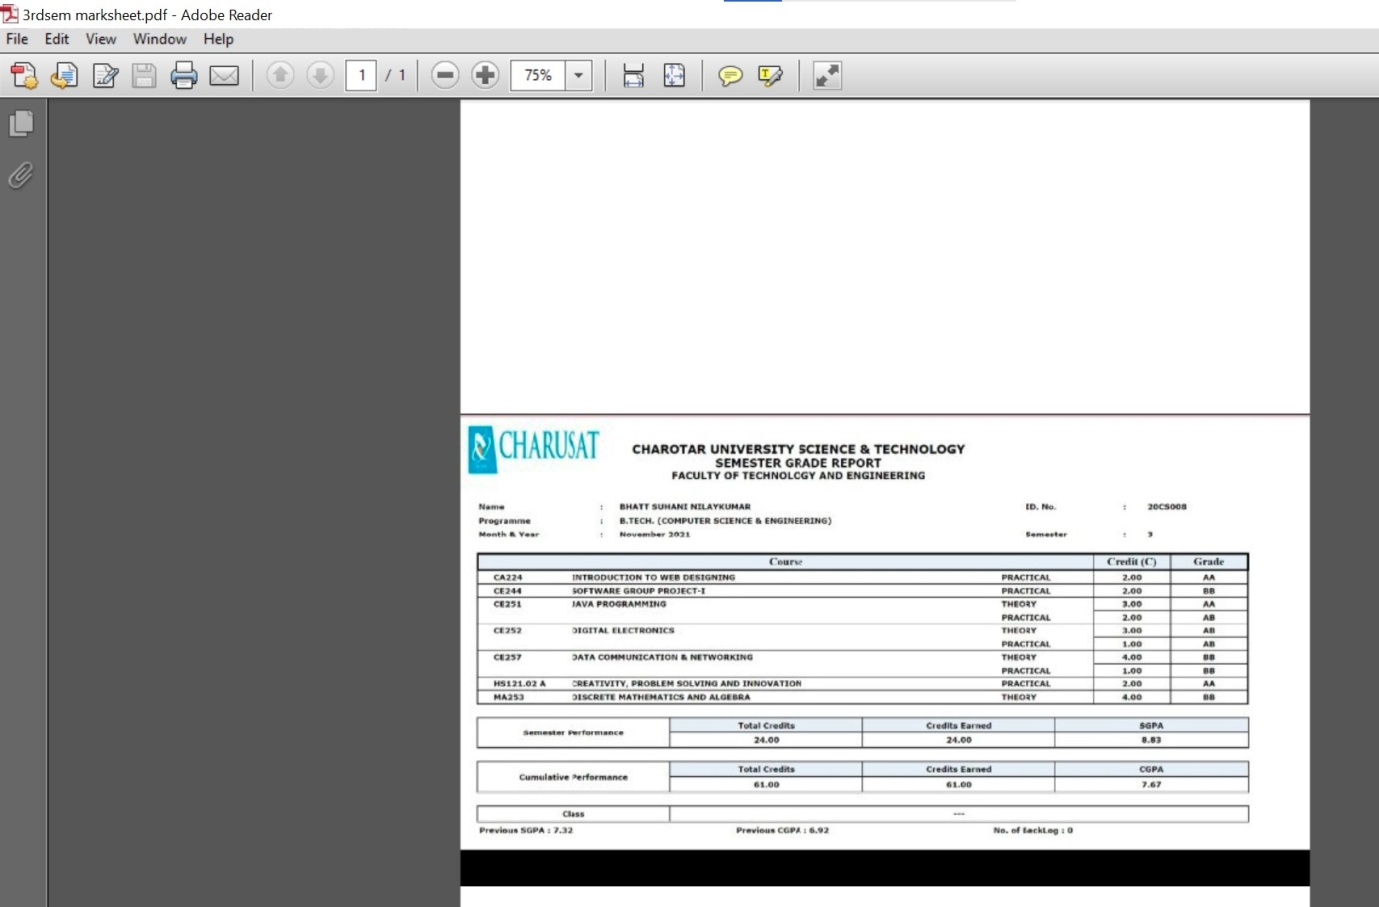 3rdsem marksheet.pdf - Adobe Reader
File Edit View Window Help
1 / 1 75%
CHARUSAT
CHAROTAR UNIVERSITY SCIENCE & TECHNOLOGY
SEMESTER GRADE REPORT
FACULTY OF TECHNOLOGY AND ENGINEERING
Name : BHATT SUHANI NILAYKUMAR ID. No. : 20CS008
Programme : B.TECH. (COMPUTER SCIENCE & ENGINEERING)
Month & Year : November 2021 Semester : 3
Course Credit (C) Grade
CA224 INTRODUCTION TO WEB DESIGNING PRACTICAL 2.00 AA
CE244 SOFTWARE GROUP PROJECT-I PRACTICAL 2.00 BB
CE251 JAVA PROGRAMMING THEORY 3.00 AA
PRACTICAL 2.00 AB
CE252 DIGITAL ELECTRONICS THEORY 3.00 AB
PRACTICAL 1.00 AB
CE257 DATA COMMUNICATION & NETWORKING THEORY 4.00 BB
PRACTICAL 1.00 BB
HS121.02 A CREATIVITY, PROBLEM SOLVING AND INNOVATION PRACTICAL 2.00 AA
MA253 DISCRETE MATHEMATICS AND ALGEBRA THEORY 4.00 BB
Semester Performance Total Credits Credits Earned SGPA
24.00 24.00 8.83
Cumulative Performance Total Credits Credits Earned CGPA
61.00 61.00 7.67
Class ---
Previous SGPA : 7.32 Previous CGPA : 6.92 No. of BackLog : 0